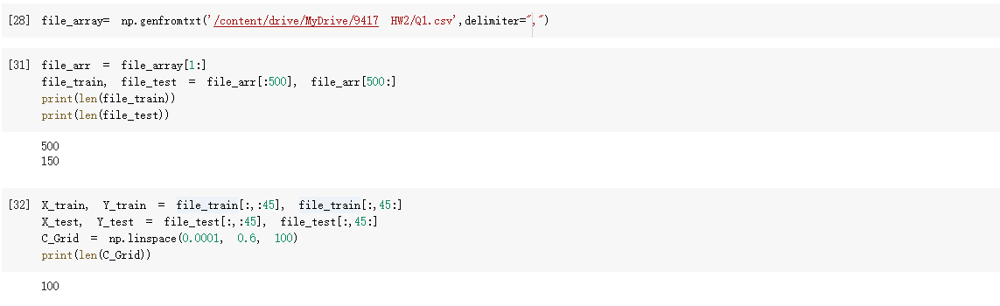 [28] file_array= np.genfromtxt('/content/drive/MyDrive/9417 HW2/Q1.csv',delimiter=",")
[31] file_arr = file_array[1:]
file_train, file_test = file_arr[:500], file_arr[500:]
print(len(file_train))
print(len(file_test))
500
150
[32] X_train, Y_train = file_train[:,:45], file_train[:,45:]
X_test, Y_test = file_test[:,:45], file_test[:,45:]
C_Grid = np.linspace(0.0001, 0.6, 100)
print(len(C_Grid))
100